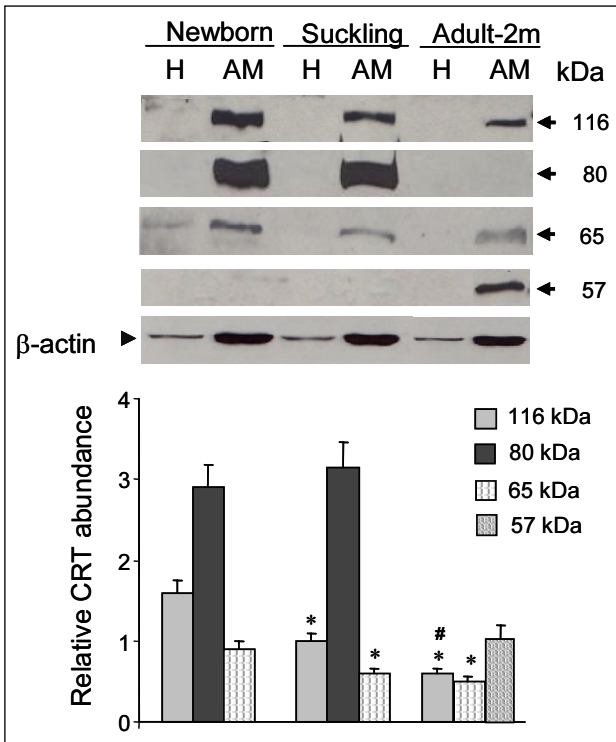 Newborn Suckling Adult-2m
H AM H AM H AM kDa
116
80
65
57
β-actin
Relative CRT abundance
4
3
2
1
0
116 kDa
80 kDa
65 kDa
57 kDa
* * # * *